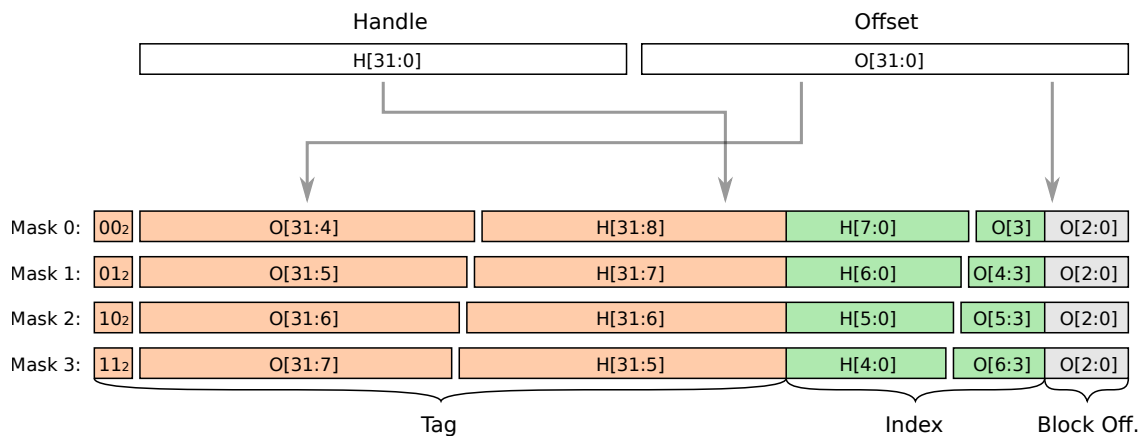 Handle Offset
H[31:0] O[31:0]
Mask 0: 00₂ O[31:4] H[31:8] H[7:0] O[3] O[2:0]
Mask 1: 01₂ O[31:5] H[31:7] H[6:0] O[4:3] O[2:0]
Mask 2: 10₂ O[31:6] H[31:6] H[5:0] O[5:3] O[2:0]
Mask 3: 11₂ O[31:7] H[31:5] H[4:0] O[6:3] O[2:0]
Tag Index Block Off.